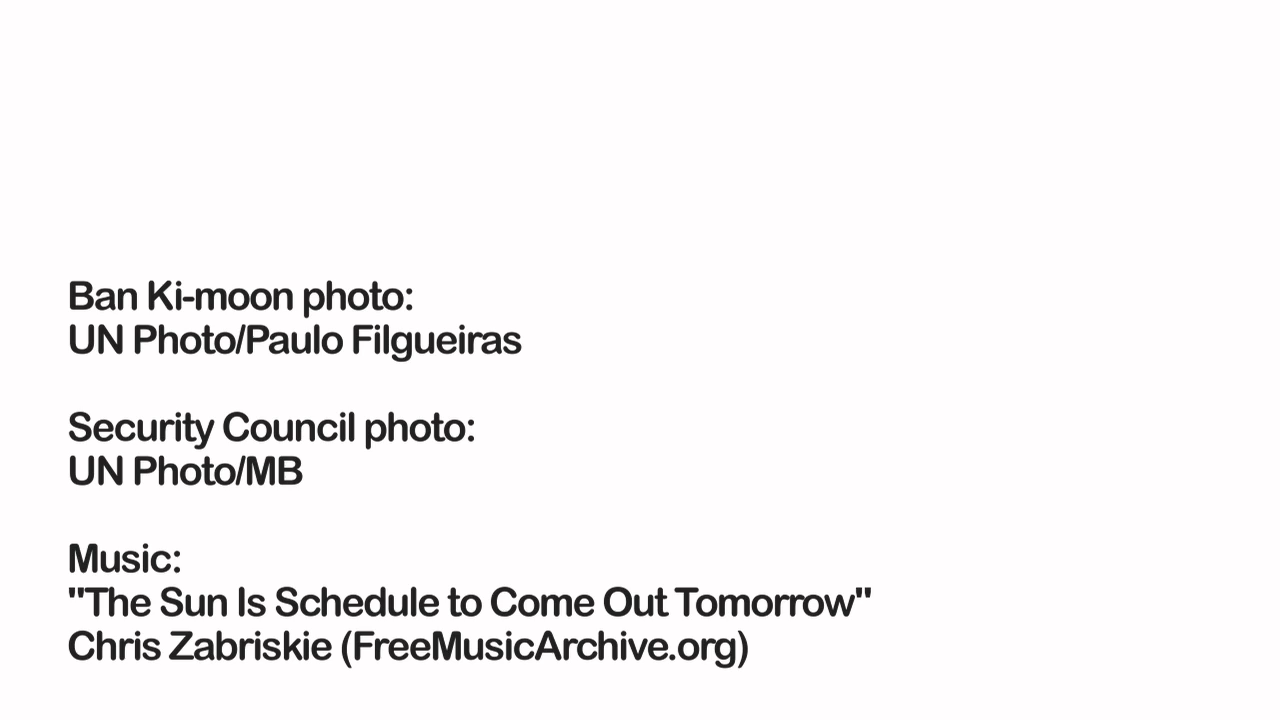 Ban Ki-moon photo:
UN Photo/Paulo Filgueiras
Security Council photo:
UN Photo/MB
Music:
"The Sun Is Schedule to Come Out Tomorrow"
Chris Zabriskie (FreeMusicArchive.org)